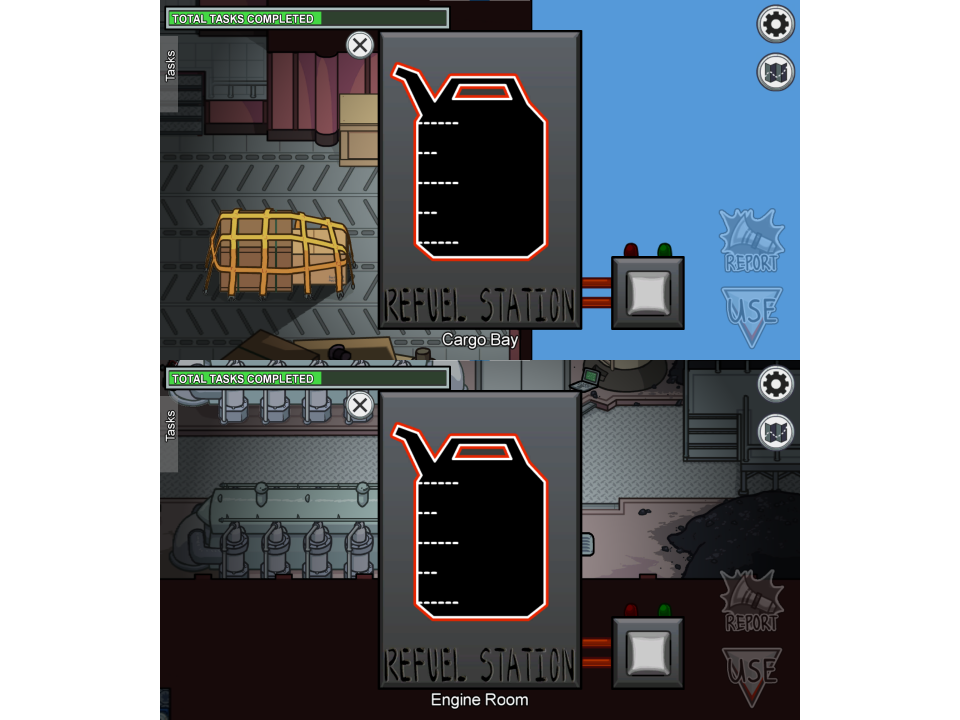 TOTAL TASKS COMPLETED
Tasks
REPORT
REFUEL STATION
USE
Cargo Bay
TOTAL TASKS COMPLETED
Tasks
REPORT
REFUEL STATION
USE
Engine Room